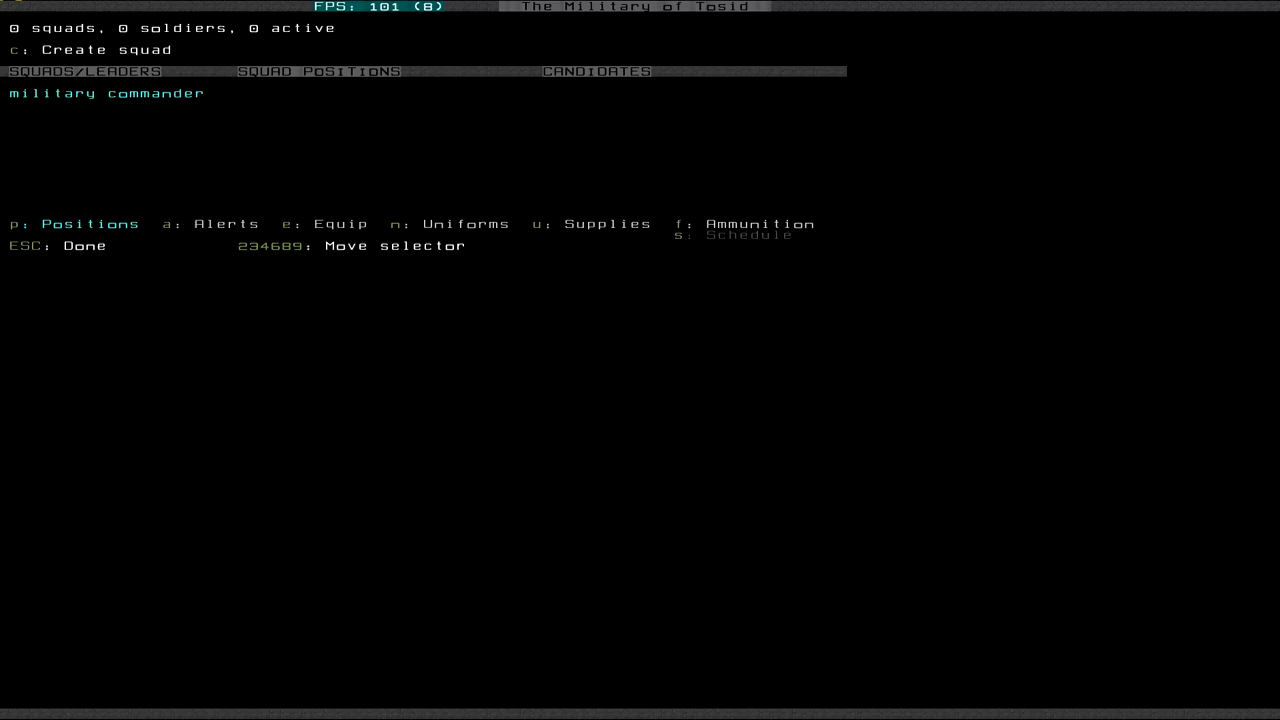 FPS: 101 (8) The Military of Tosid
0 squads, 0 soldiers, 0 active
c: Create squad
SQUADS/LEADERS SQUAD POSITIONS CANDIDATES
military commander
p: Positions a: Alerts e: Equip n: Uniforms u: Supplies f: Ammunition
s: Schedule
ESC: Done 234689: Move selector